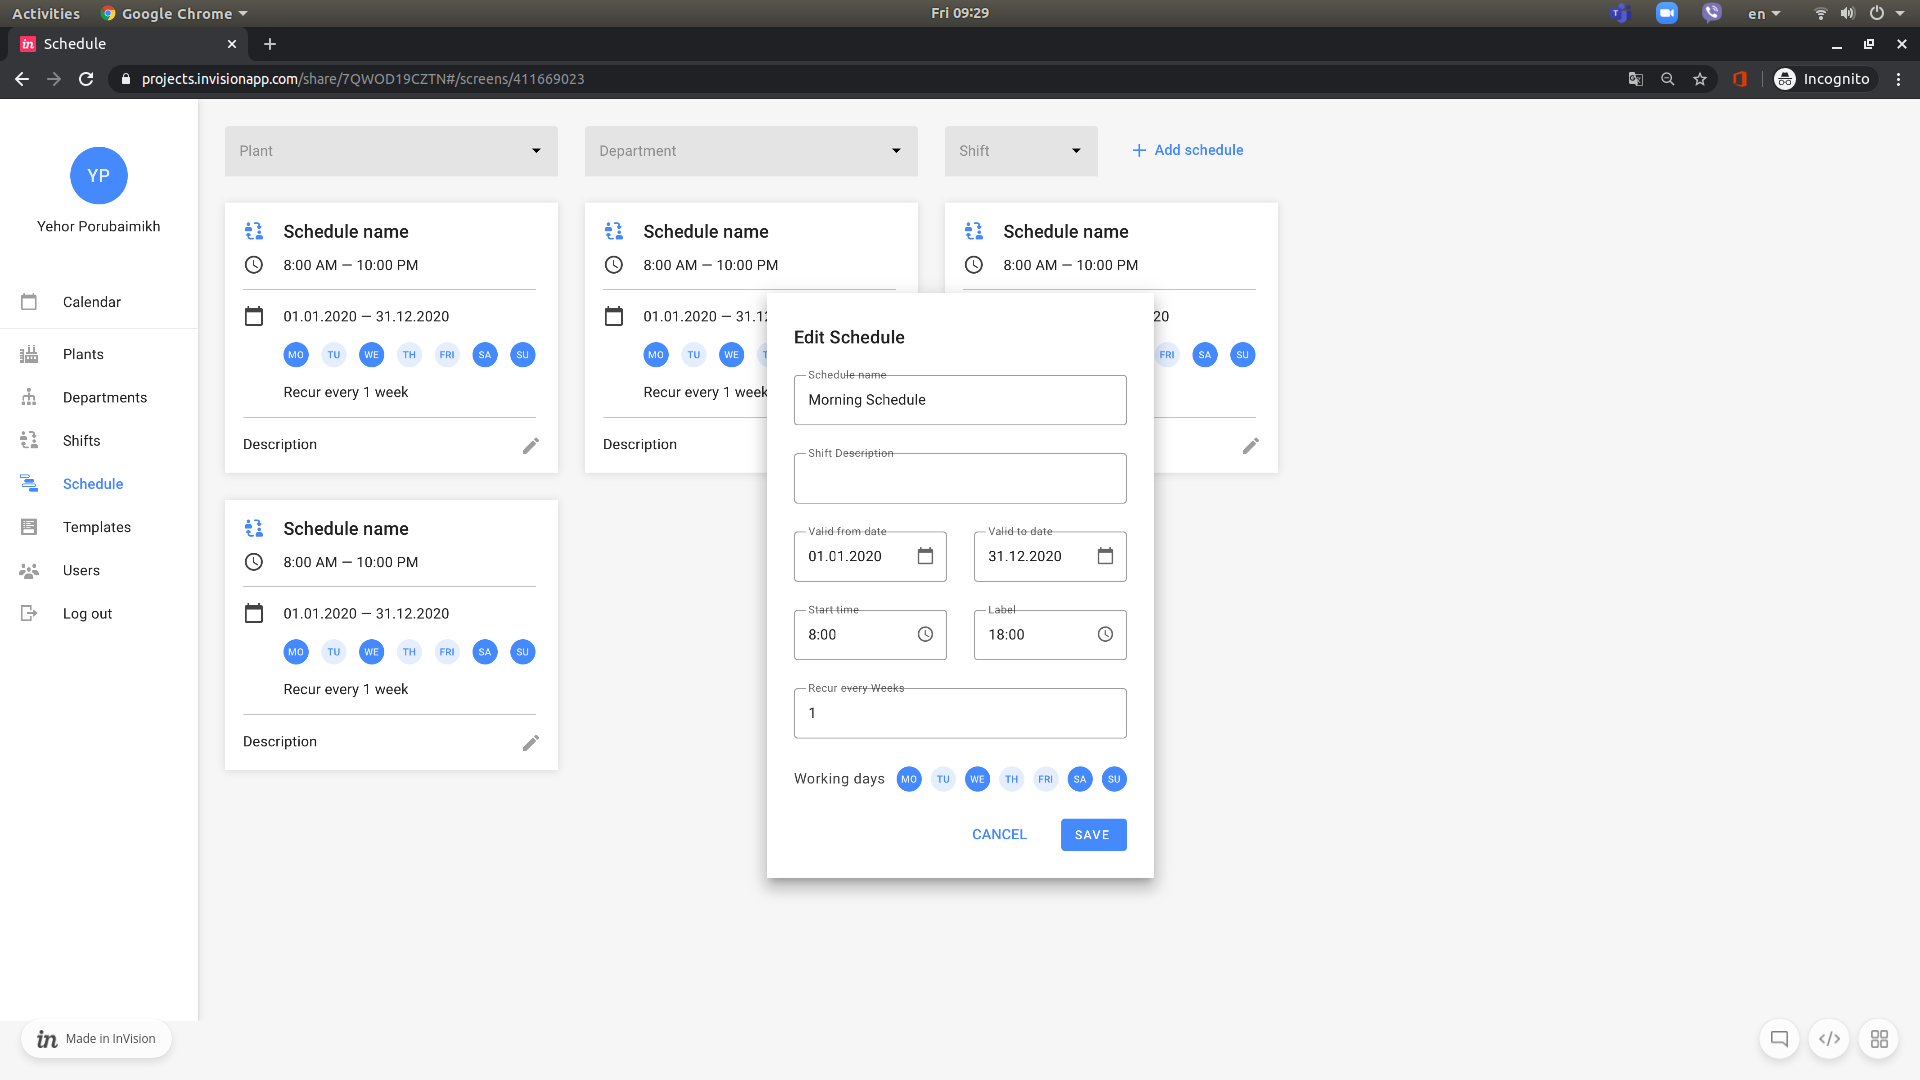 Activities Google Chrome Fri 09:29 en
in Schedule
projects.invisionapp.com/share/7QWOD19CZTN#/screens/411669023 Incognito
YP
Yehor Porubaimikh
Calendar
Plants
Departments
Shifts
Schedule
Templates
Users
Log out
Plant Department Shift Add schedule
Schedule name
8:00 AM — 10:00 PM
01.01.2020 — 31.12.2020
MO TU WE TH FRI SA SU
Recur every 1 week
Description
Schedule name
8:00 AM — 10:00 PM
01.01.2020 — 31.12
MO TU WE T
Recur every 1 week
Description
Schedule name
8:00 AM — 10:00 PM
20
FRI SA SU
Schedule name
8:00 AM — 10:00 PM
01.01.2020 — 31.12.2020
MO TU WE TH FRI SA SU
Recur every 1 week
Description
Edit Schedule
Schedule name
Morning Schedule
Shift Description
Valid from date Valid to date
01.01.2020 31.12.2020
Start time Label
8:00 18:00
Recur every Weeks
1
Working days MO TU WE TH FRI SA SU
CANCEL SAVE
in Made in InVision